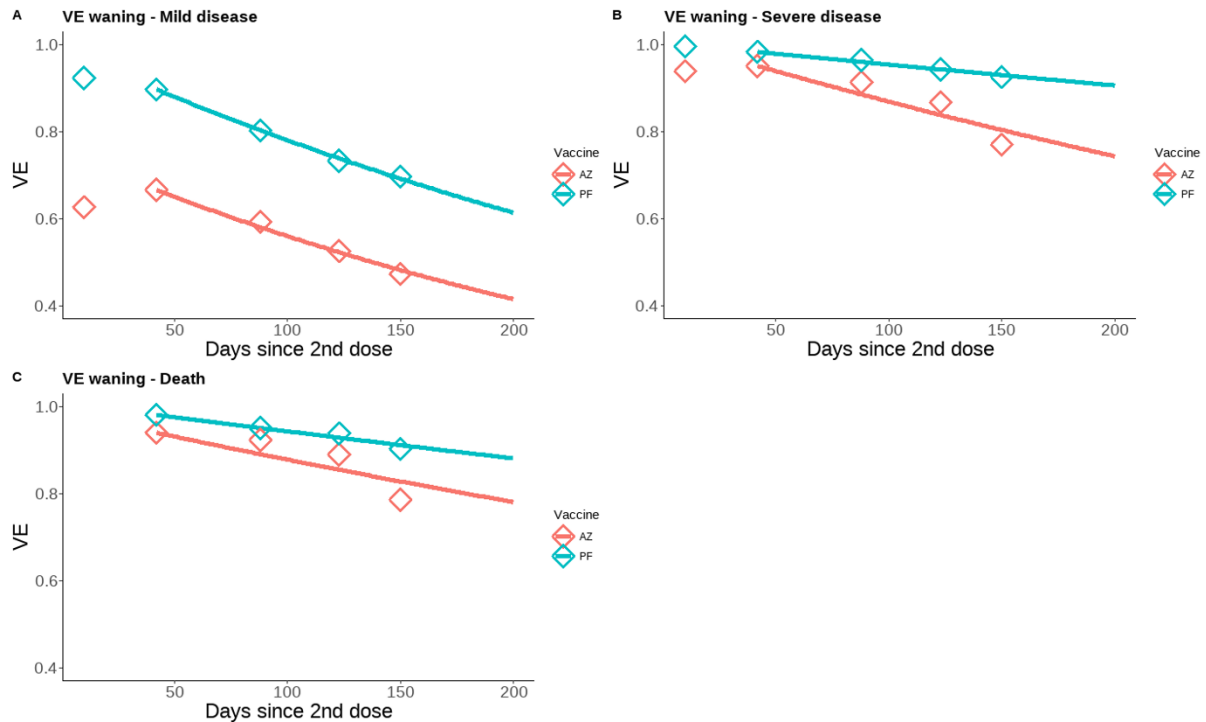 A VE waning - Mild disease
1.0
0.8
0.6
0.4
VE
50 100 150 200
Days since 2nd dose
Vaccine
AZ
PF
B VE waning - Severe disease
1.0
0.8
0.6
0.4
VE
50 100 150 200
Days since 2nd dose
Vaccine
AZ
PF
C VE waning - Death
1.0
0.8
0.6
0.4
VE
50 100 150 200
Days since 2nd dose
Vaccine
AZ
PF